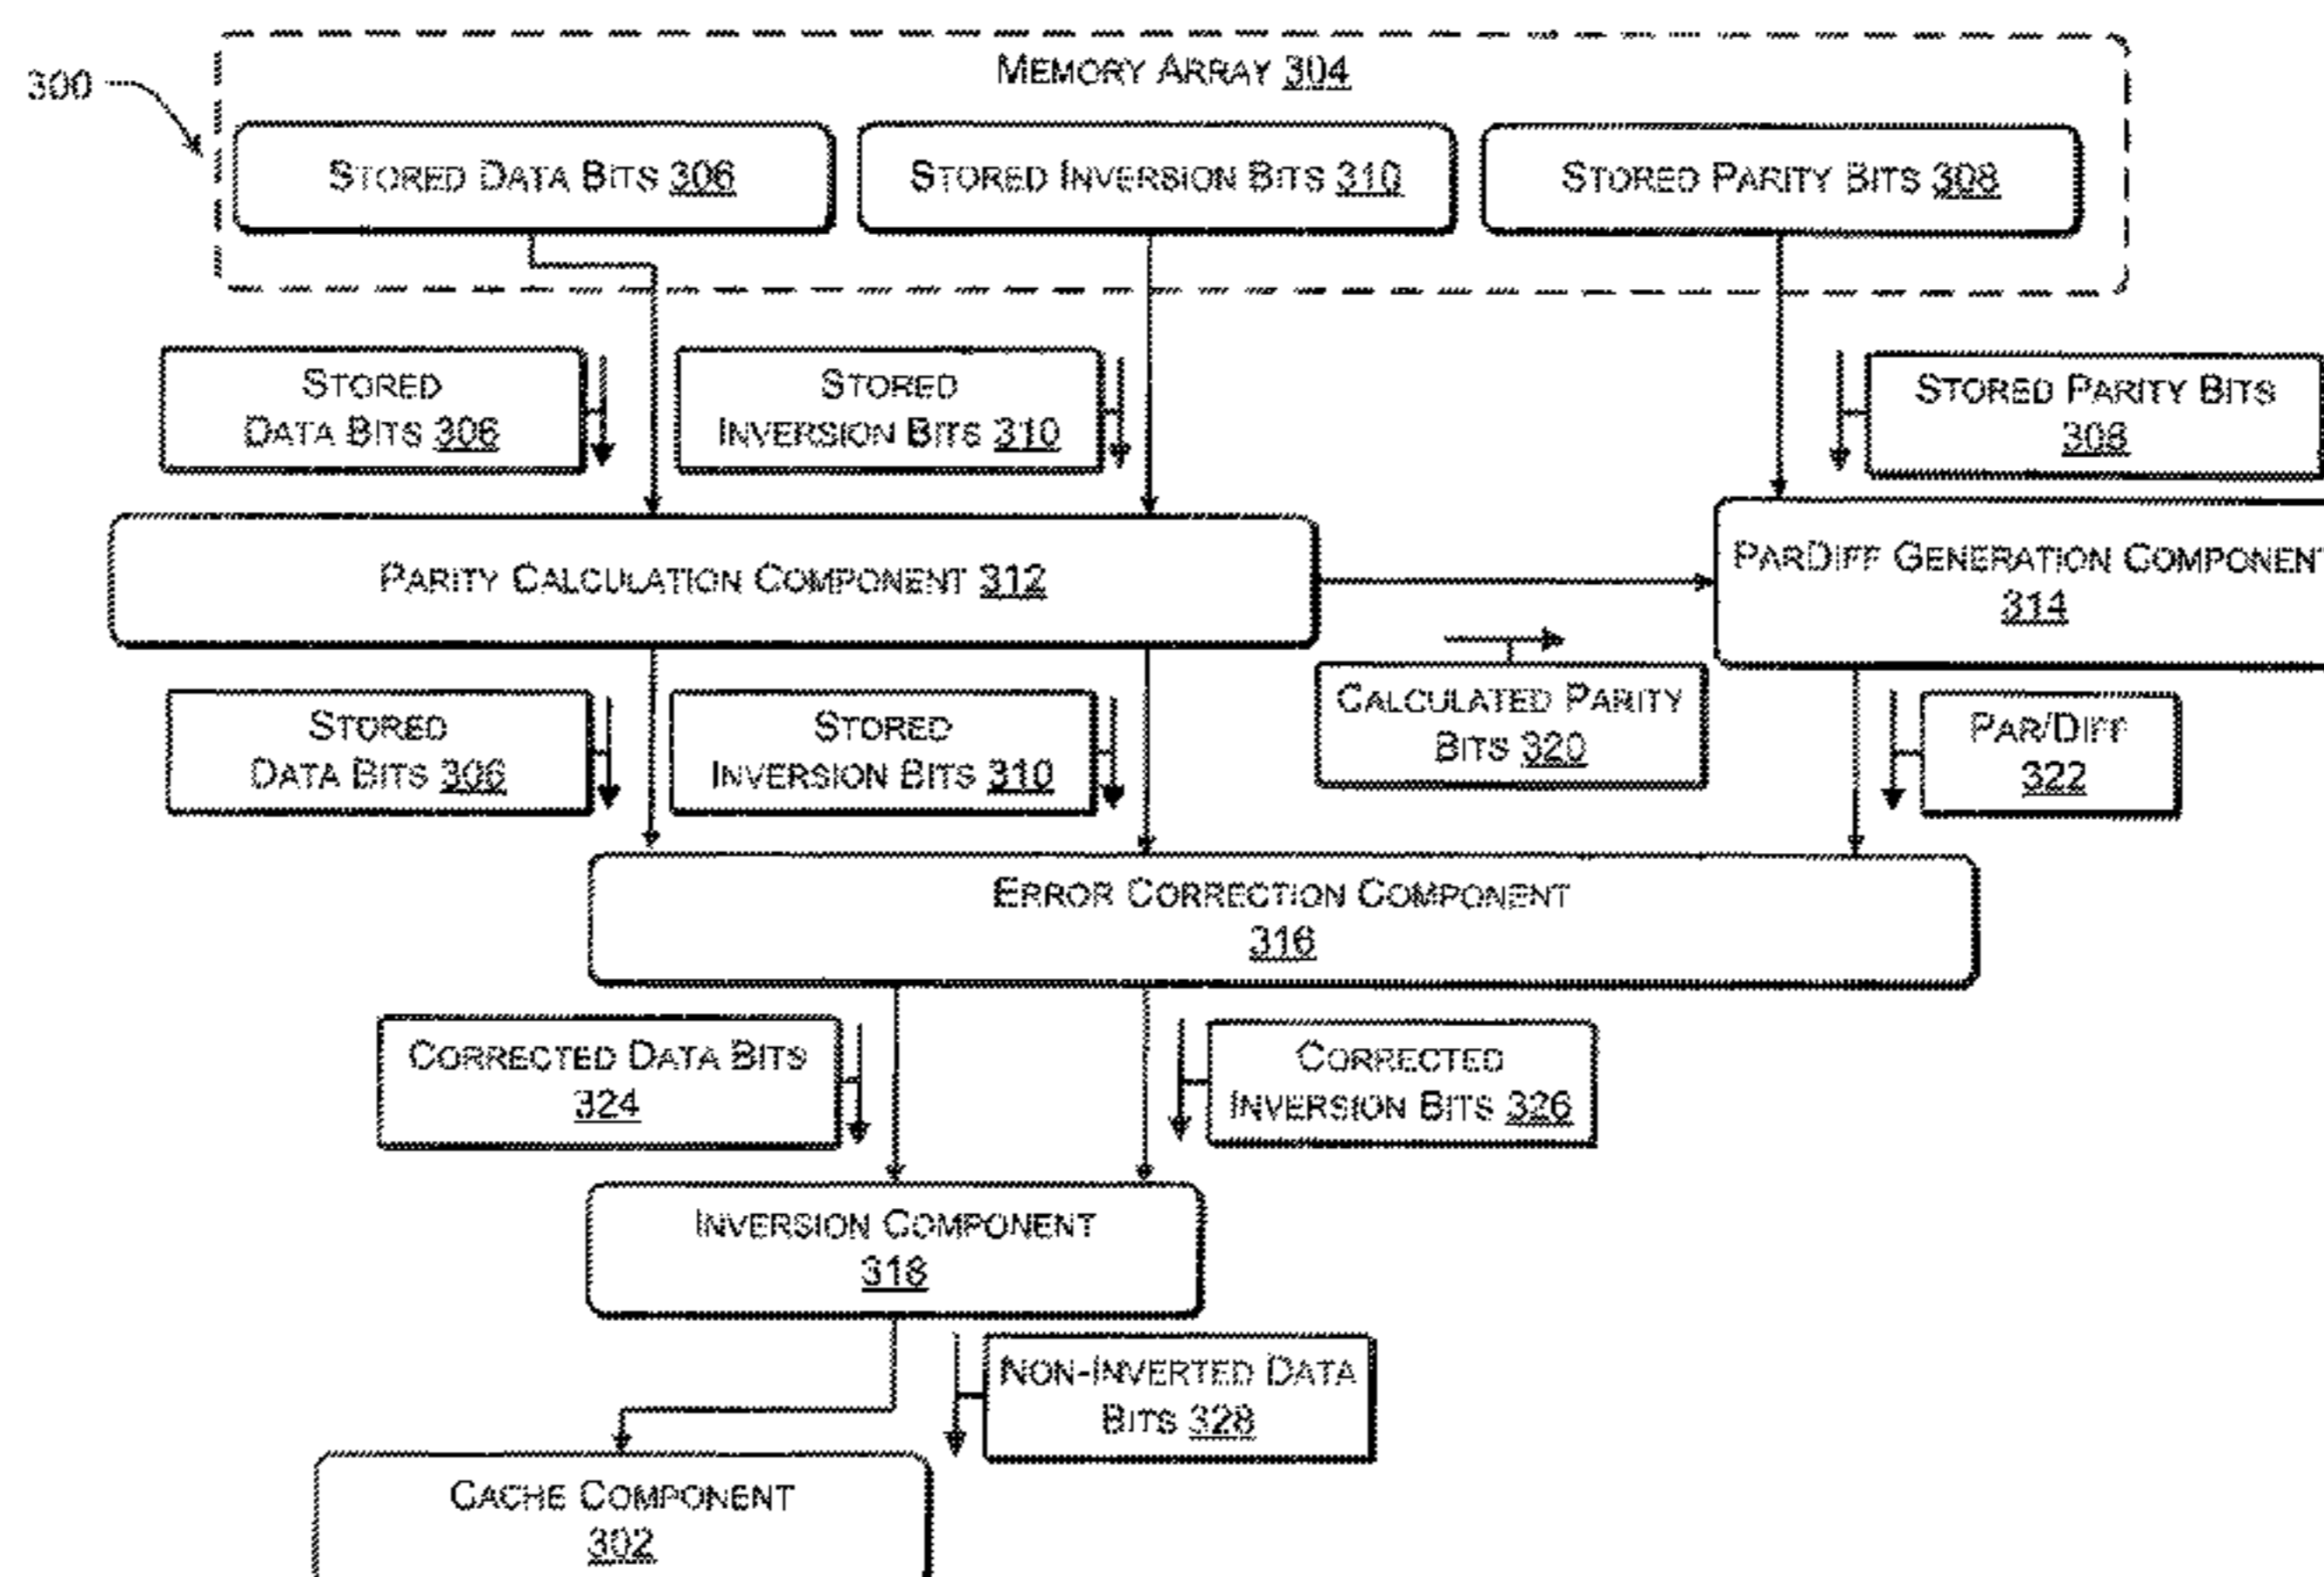 MEMORY ARRAY 304
300
STORED DATA BITS 306
STORED INVERSION BITS 310
STORED PARITY BITS 308
STORED
DATA BITS 306
STORED
INVERSION BITS 310
STORED PARITY BITS
308
PARITY CALCULATION COMPONENT 312
PARDIFF GENERATION COMPONENT
314
STORED
DATA BITS 306
STORED
INVERSION BITS 310
CALCULATED PARITY
BITS 320
PAR/DIFF
322
ERROR CORRECTION COMPONENT
316
CORRECTED DATA BITS
324
CORRECTED
INVERSION BITS 326
INVERSION COMPONENT
318
NON-INVERTED DATA
BITS 328
CACHE COMPONENT
302